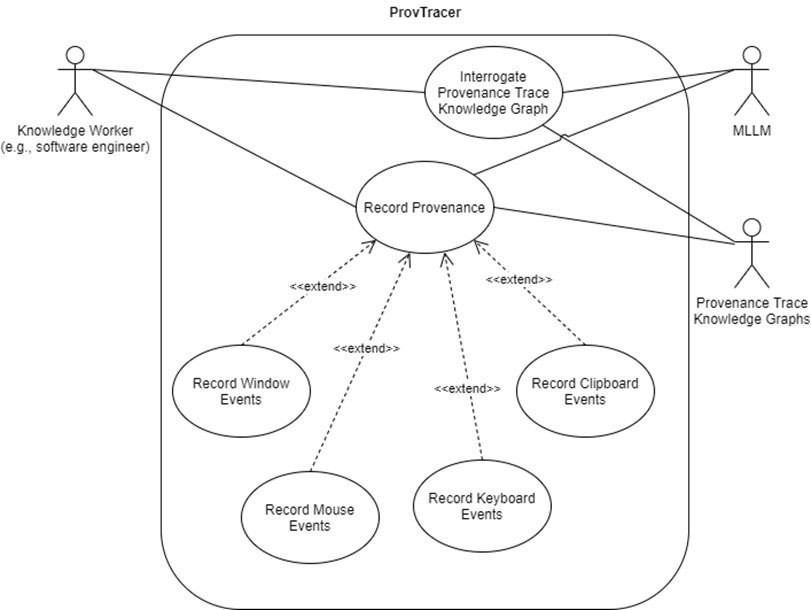 ProvTracer
Interrogate
Provenance Trace
Knowledge Graph
Knowledge Worker
(e.g., software engineer)
MLLM
Record Provenance
<<extend>>
<<extend>>
Provenance Trace
Knowledge Graphs
<<extend>>
<<extend>>
Record Window
Events
Record Clipboard
Events
Record Mouse
Events
Record Keyboard
Events